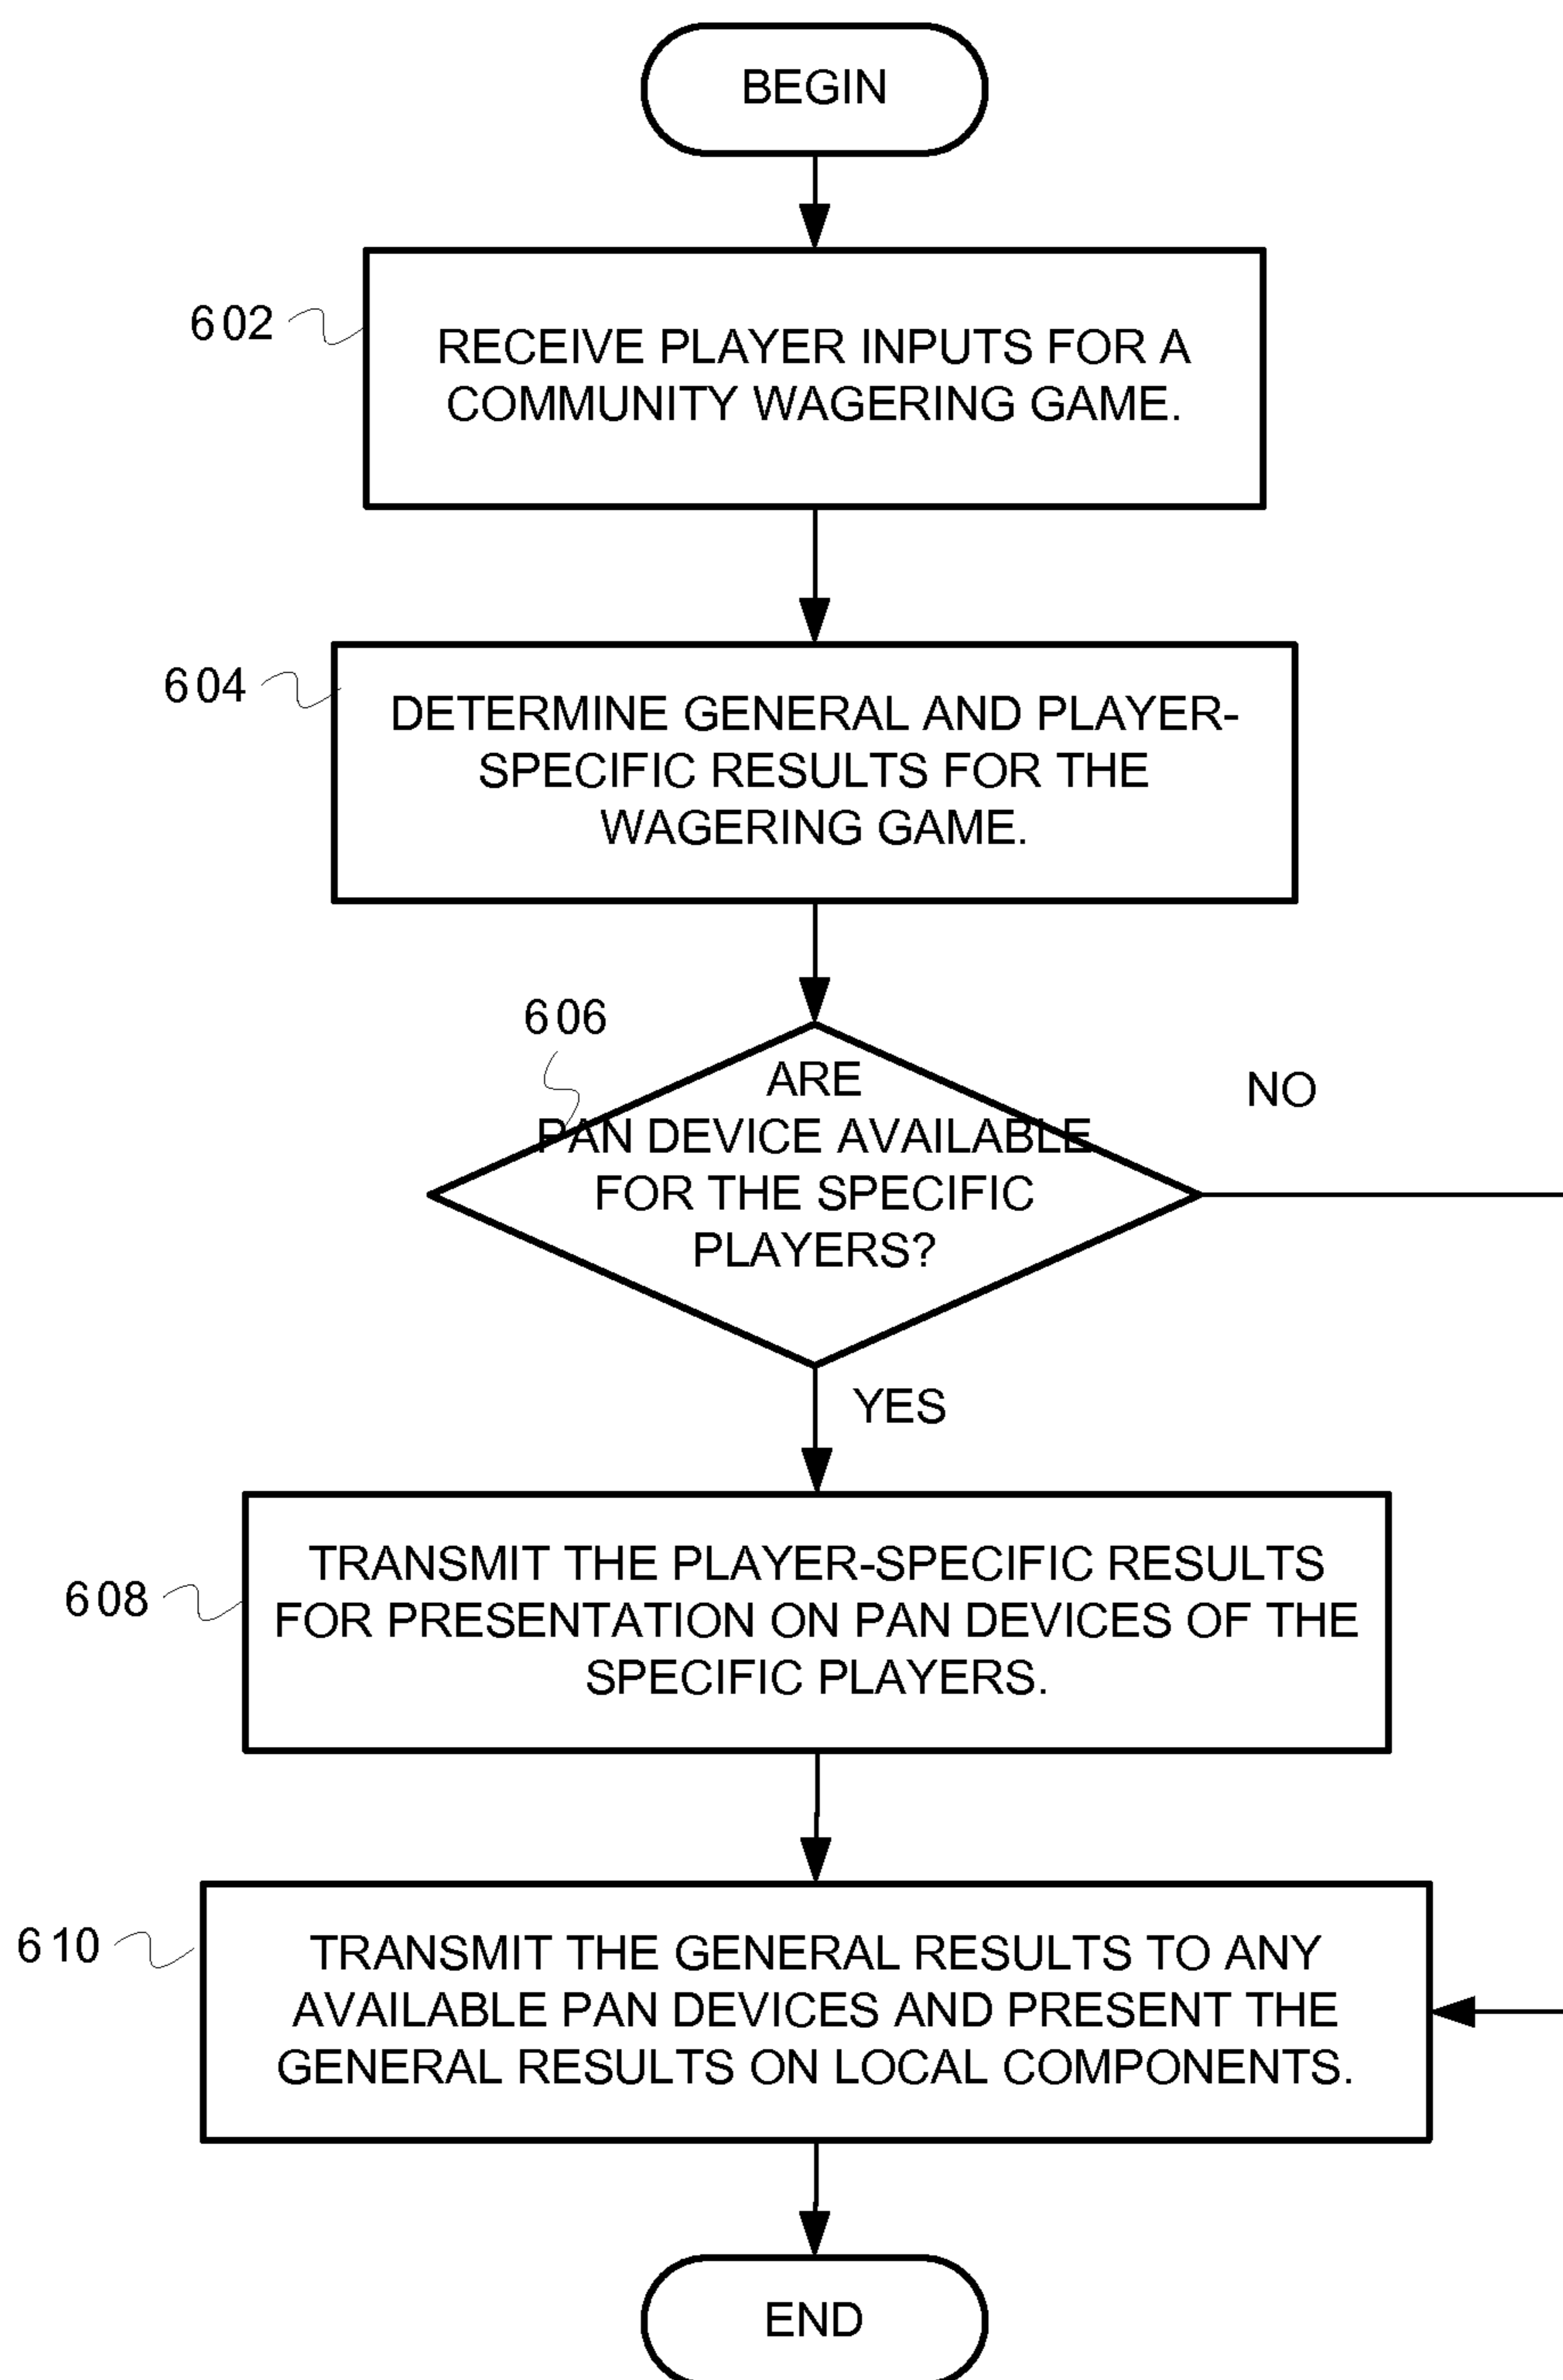 BEGIN
602
RECEIVE PLAYER INPUTS FOR A
COMMUNITY WAGERING GAME.
604
DETERMINE GENERAL AND PLAYER-
SPECIFIC RESULTS FOR THE
WAGERING GAME.
606
ARE
PAN DEVICE AVAILABLE
FOR THE SPECIFIC
PLAYERS?
NO
YES
608
TRANSMIT THE PLAYER-SPECIFIC RESULTS
FOR PRESENTATION ON PAN DEVICES OF THE
SPECIFIC PLAYERS.
610
TRANSMIT THE GENERAL RESULTS TO ANY
AVAILABLE PAN DEVICES AND PRESENT THE
GENERAL RESULTS ON LOCAL COMPONENTS.
END